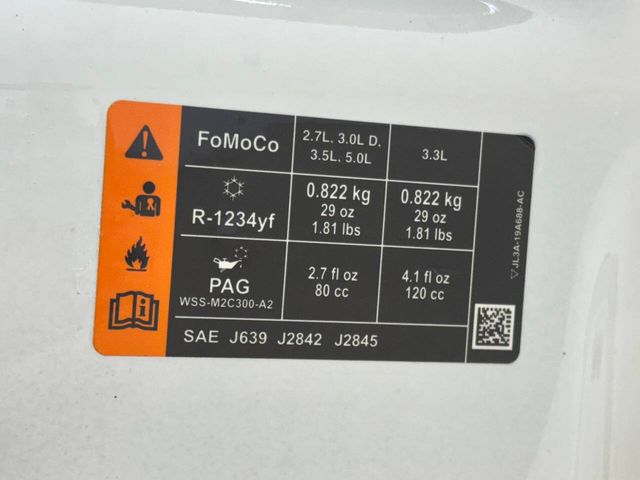 FoMoCo
2.7L, 3.0L D,
3.5L, 5.0L
3.3L
R-1234yf
0.822 kg
29 oz
1.81 lbs
0.822 kg
29 oz
1.81 lbs
PAG
WSS-M2C300-A2
2.7 fl oz
80 cc
4.1 fl oz
120 cc
SAE J639 J2842 J2845
JL3A-19A688-AC